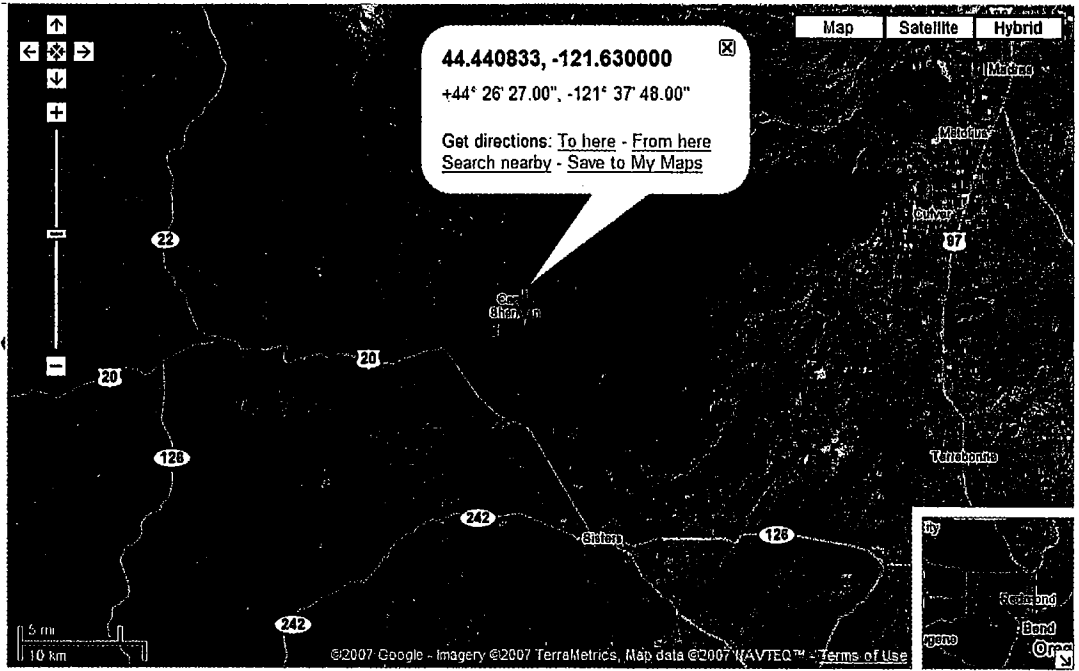 Map Satellite Hybrid
44.440833, -121.630000
+44° 26' 27.00", -121° 37' 48.00"
Get directions: To here - From here
Search nearby - Save to My Maps
Madras
Metolius
Culver
97
22
20
20
126
Terrebonne
242
Sisters
126
242
Redmond
Bend
5 mi
10 km
©2007 Google - Imagery ©2007 TerraMetrics, Map data ©2007 NAVTEQ™ - Terms of Use